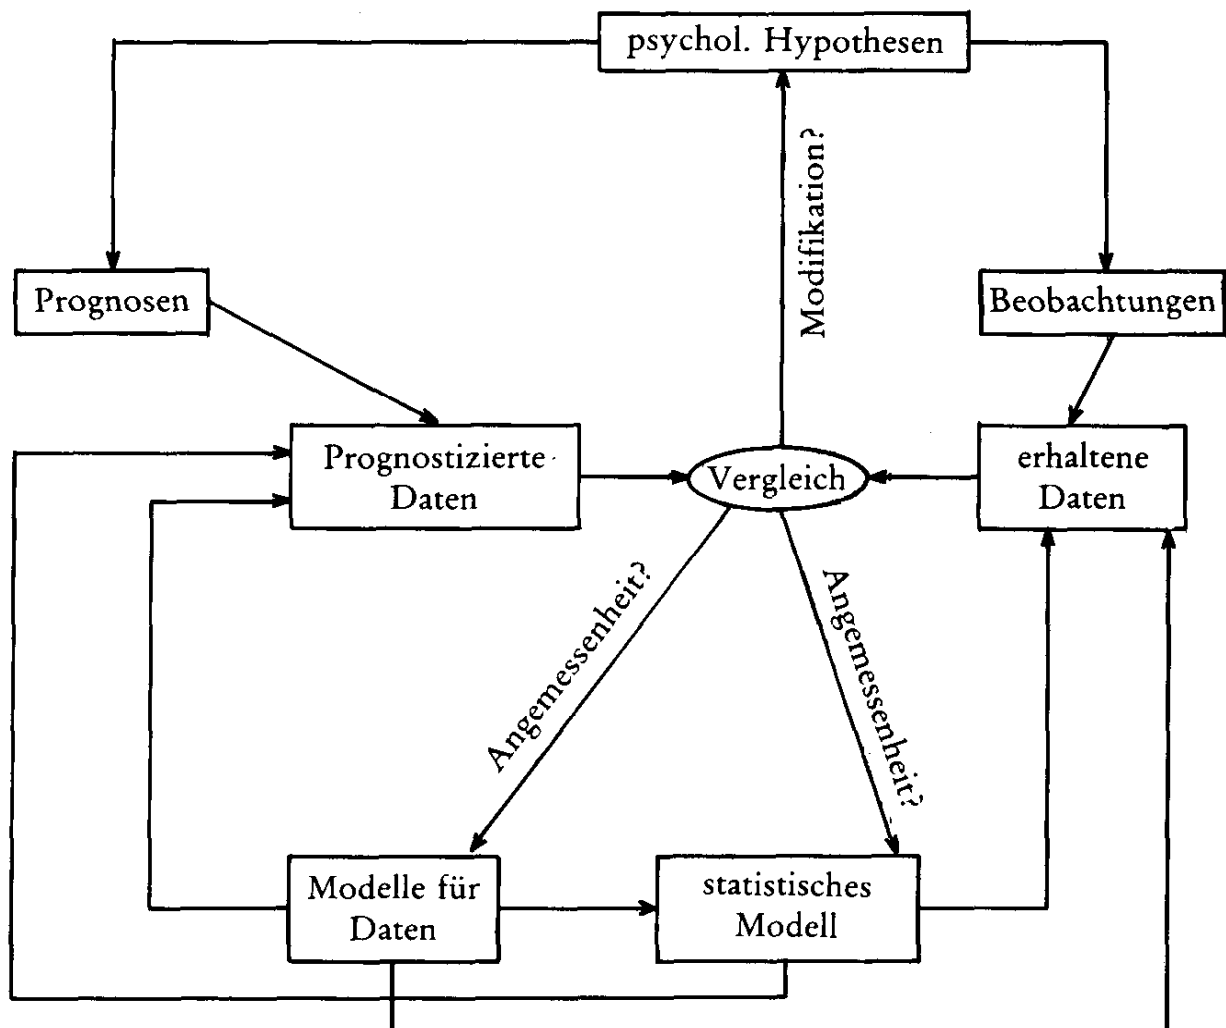 psychol. Hypothesen
Modifikation?
Prognosen
Beobachtungen
Prognostizierte
Daten
Vergleich
erhaltene
Daten
Angemessenheit?
Angemessenheit?
Modelle für
Daten
statistisches
Modell